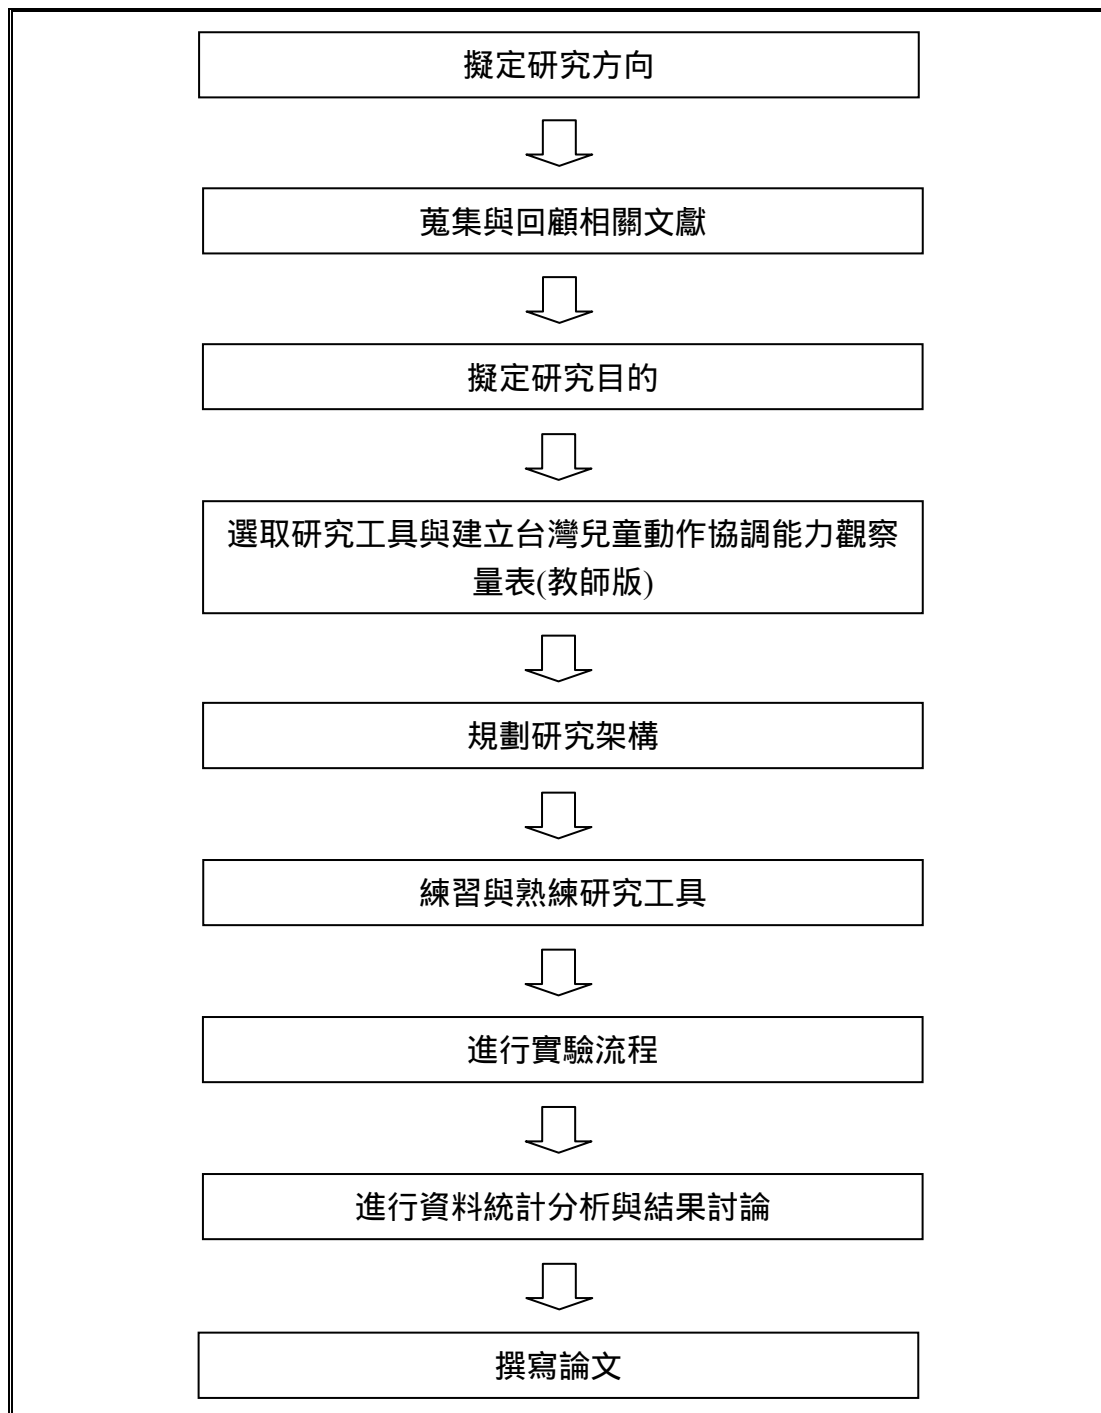 擬定研究方向
蒐集與回顧相關文獻
擬定研究目的
選取研究工具與建立台灣兒童動作協調能力觀察
量表(教師版)
規劃研究架構
練習與熟練研究工具
進行實驗流程
進行資料統計分析與結果討論
撰寫論文